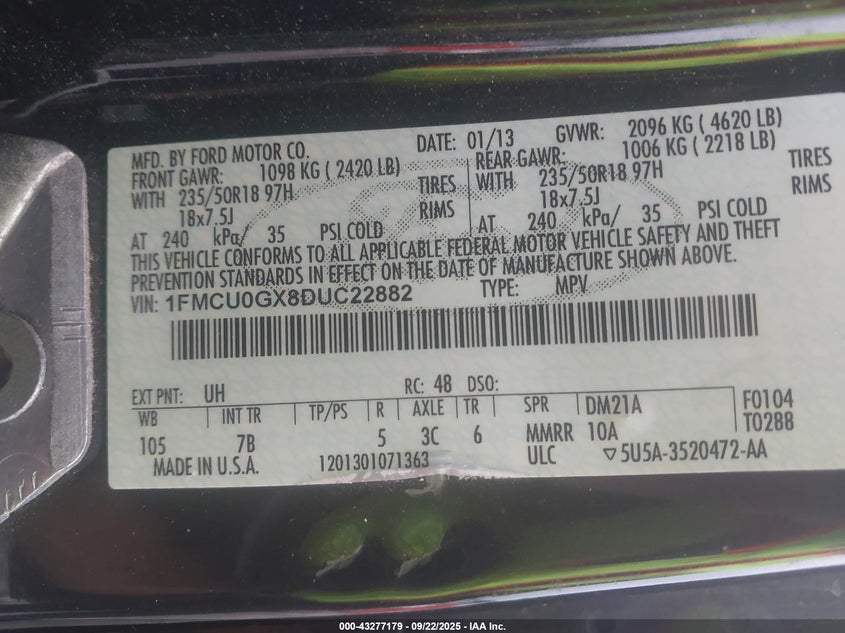 MFD. BY FORD MOTOR CO. DATE: 01/13 GVWR: 2096 KG ( 4620 LB)
FRONT GAWR: 1098 KG ( 2420 LB) REAR GAWR: 1006 KG ( 2218 LB)
WITH 235/50R18 97H TIRES WITH 235/50R18 97H TIRES
18x7.5J RIMS 18x7.5J RIMS
AT 240 kPa/ 35 PSI COLD AT 240 kPa/ 35 PSI COLD
THIS VEHICLE CONFORMS TO ALL APPLICABLE FEDERAL MOTOR VEHICLE SAFETY AND THEFT
PREVENTION STANDARDS IN EFFECT ON THE DATE OF MANUFACTURE SHOWN ABOVE.
VIN: 1FMCU0GX8DUC22882 TYPE: MPV
EXT PNT: UH RC: 48 DSO:
WB INT TR TP/PS R AXLE TR SPR DM21A F0104
105 7B 5 3C 6 MMRR 10A T0288
MADE IN U.S.A. 1201301071363 ULC ▽5U5A-3520472-AA
000-43277179 - 09/22/2025 - IAA Inc.